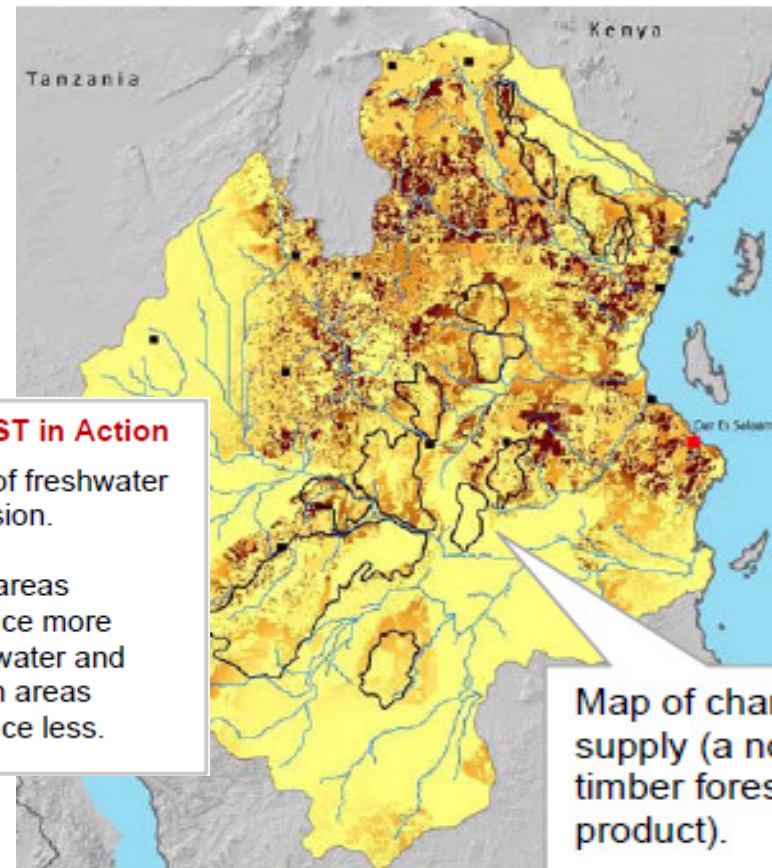 Kenya
Tanzania
Dar Es Salaam
ST in Action
of freshwater
sion.
areas
ce more
water and
n areas
ce less.
Map of char
supply (a no
timber fores
product).